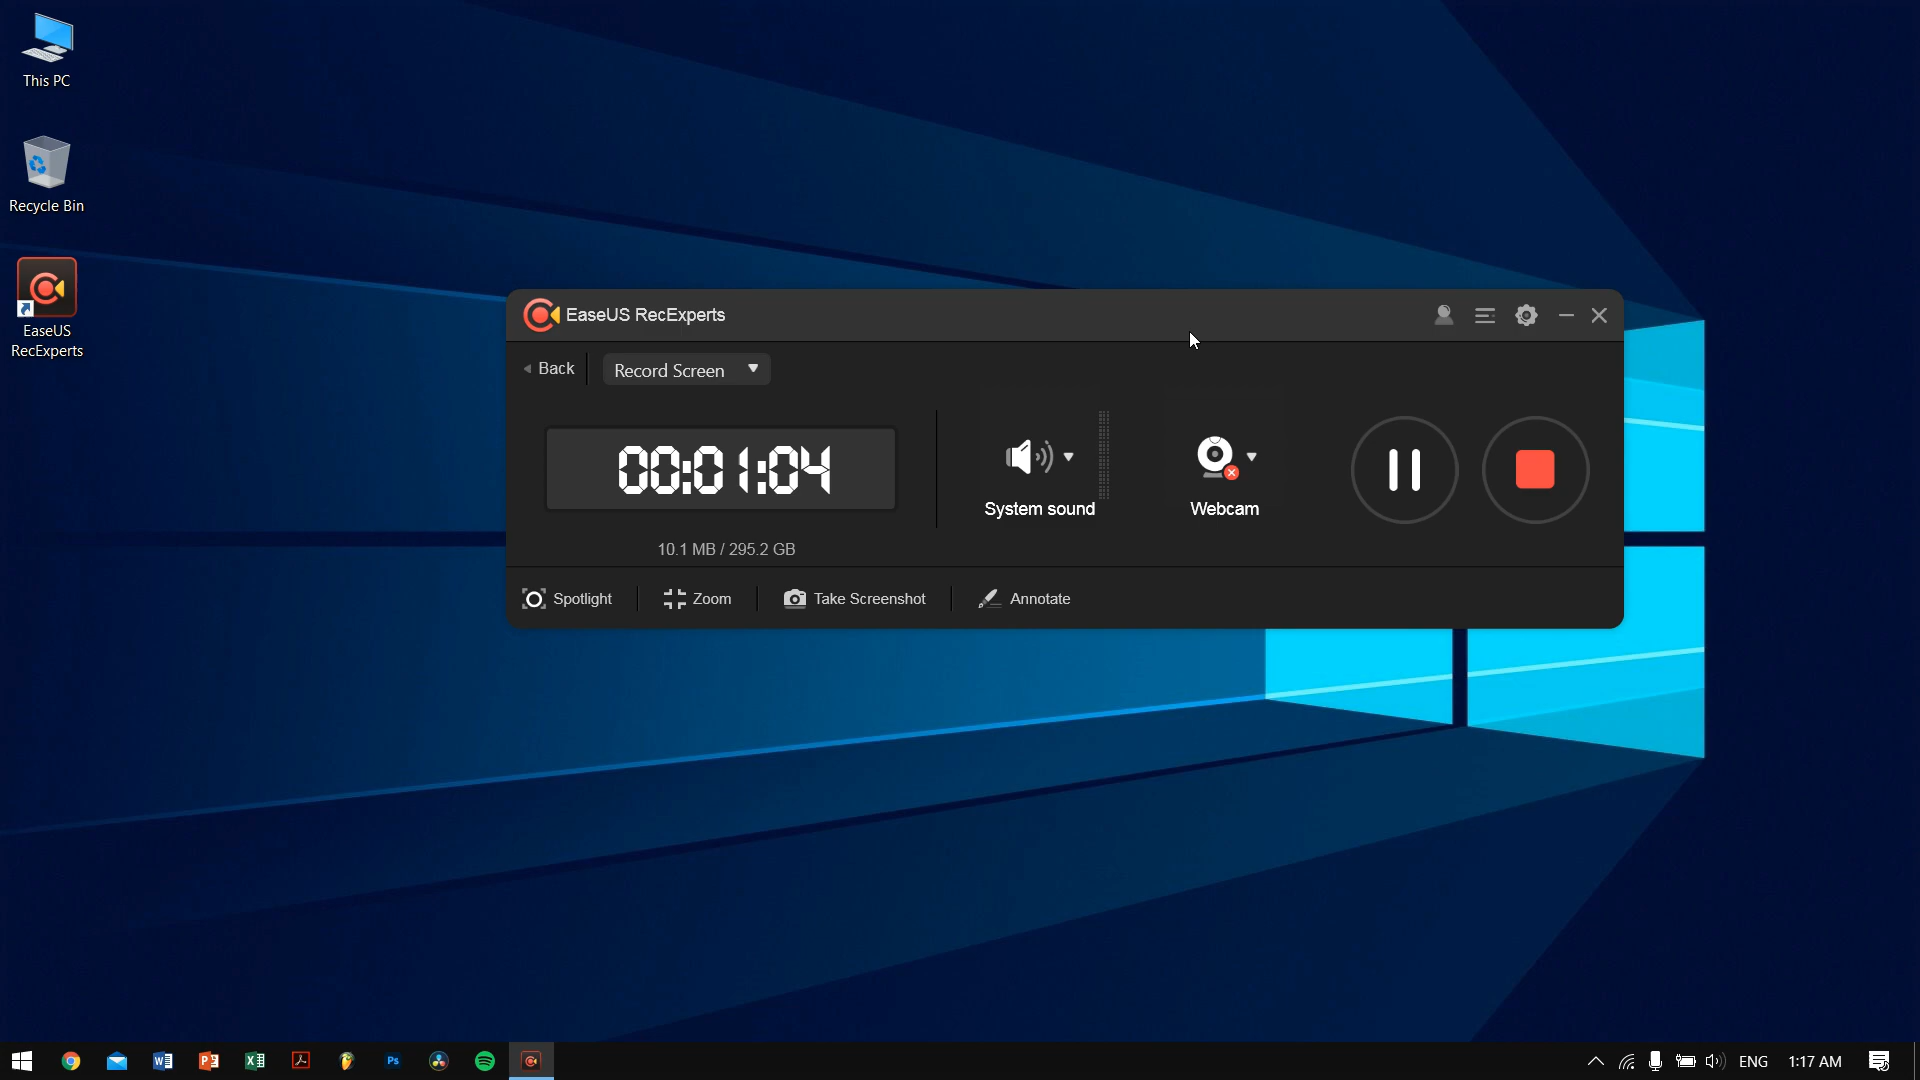 This PC
Recycle Bin
EaseUS
RecExperts
EaseUS RecExperts
Back
Record Screen
00:01:04
System sound
Webcam
10.1 MB / 295.2 GB
Spotlight
Zoom
Take Screenshot
Annotate
Ps
ENG
1:17 AM